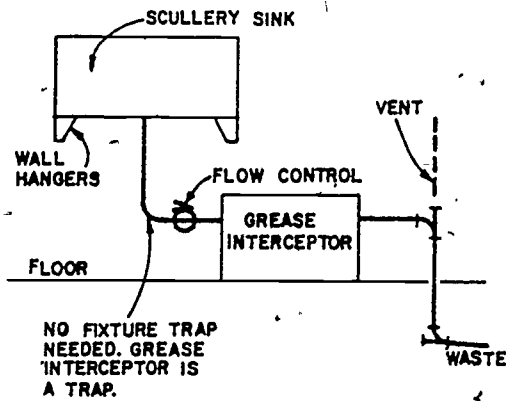 SCULLERY SINK
VENT
WALL
HANGERS
FLOW CONTROL
GREASE
INTERCEPTOR
FLOOR
NO FIXTURE TRAP
NEEDED. GREASE
INTERCEPTOR IS
A TRAP.
WASTE